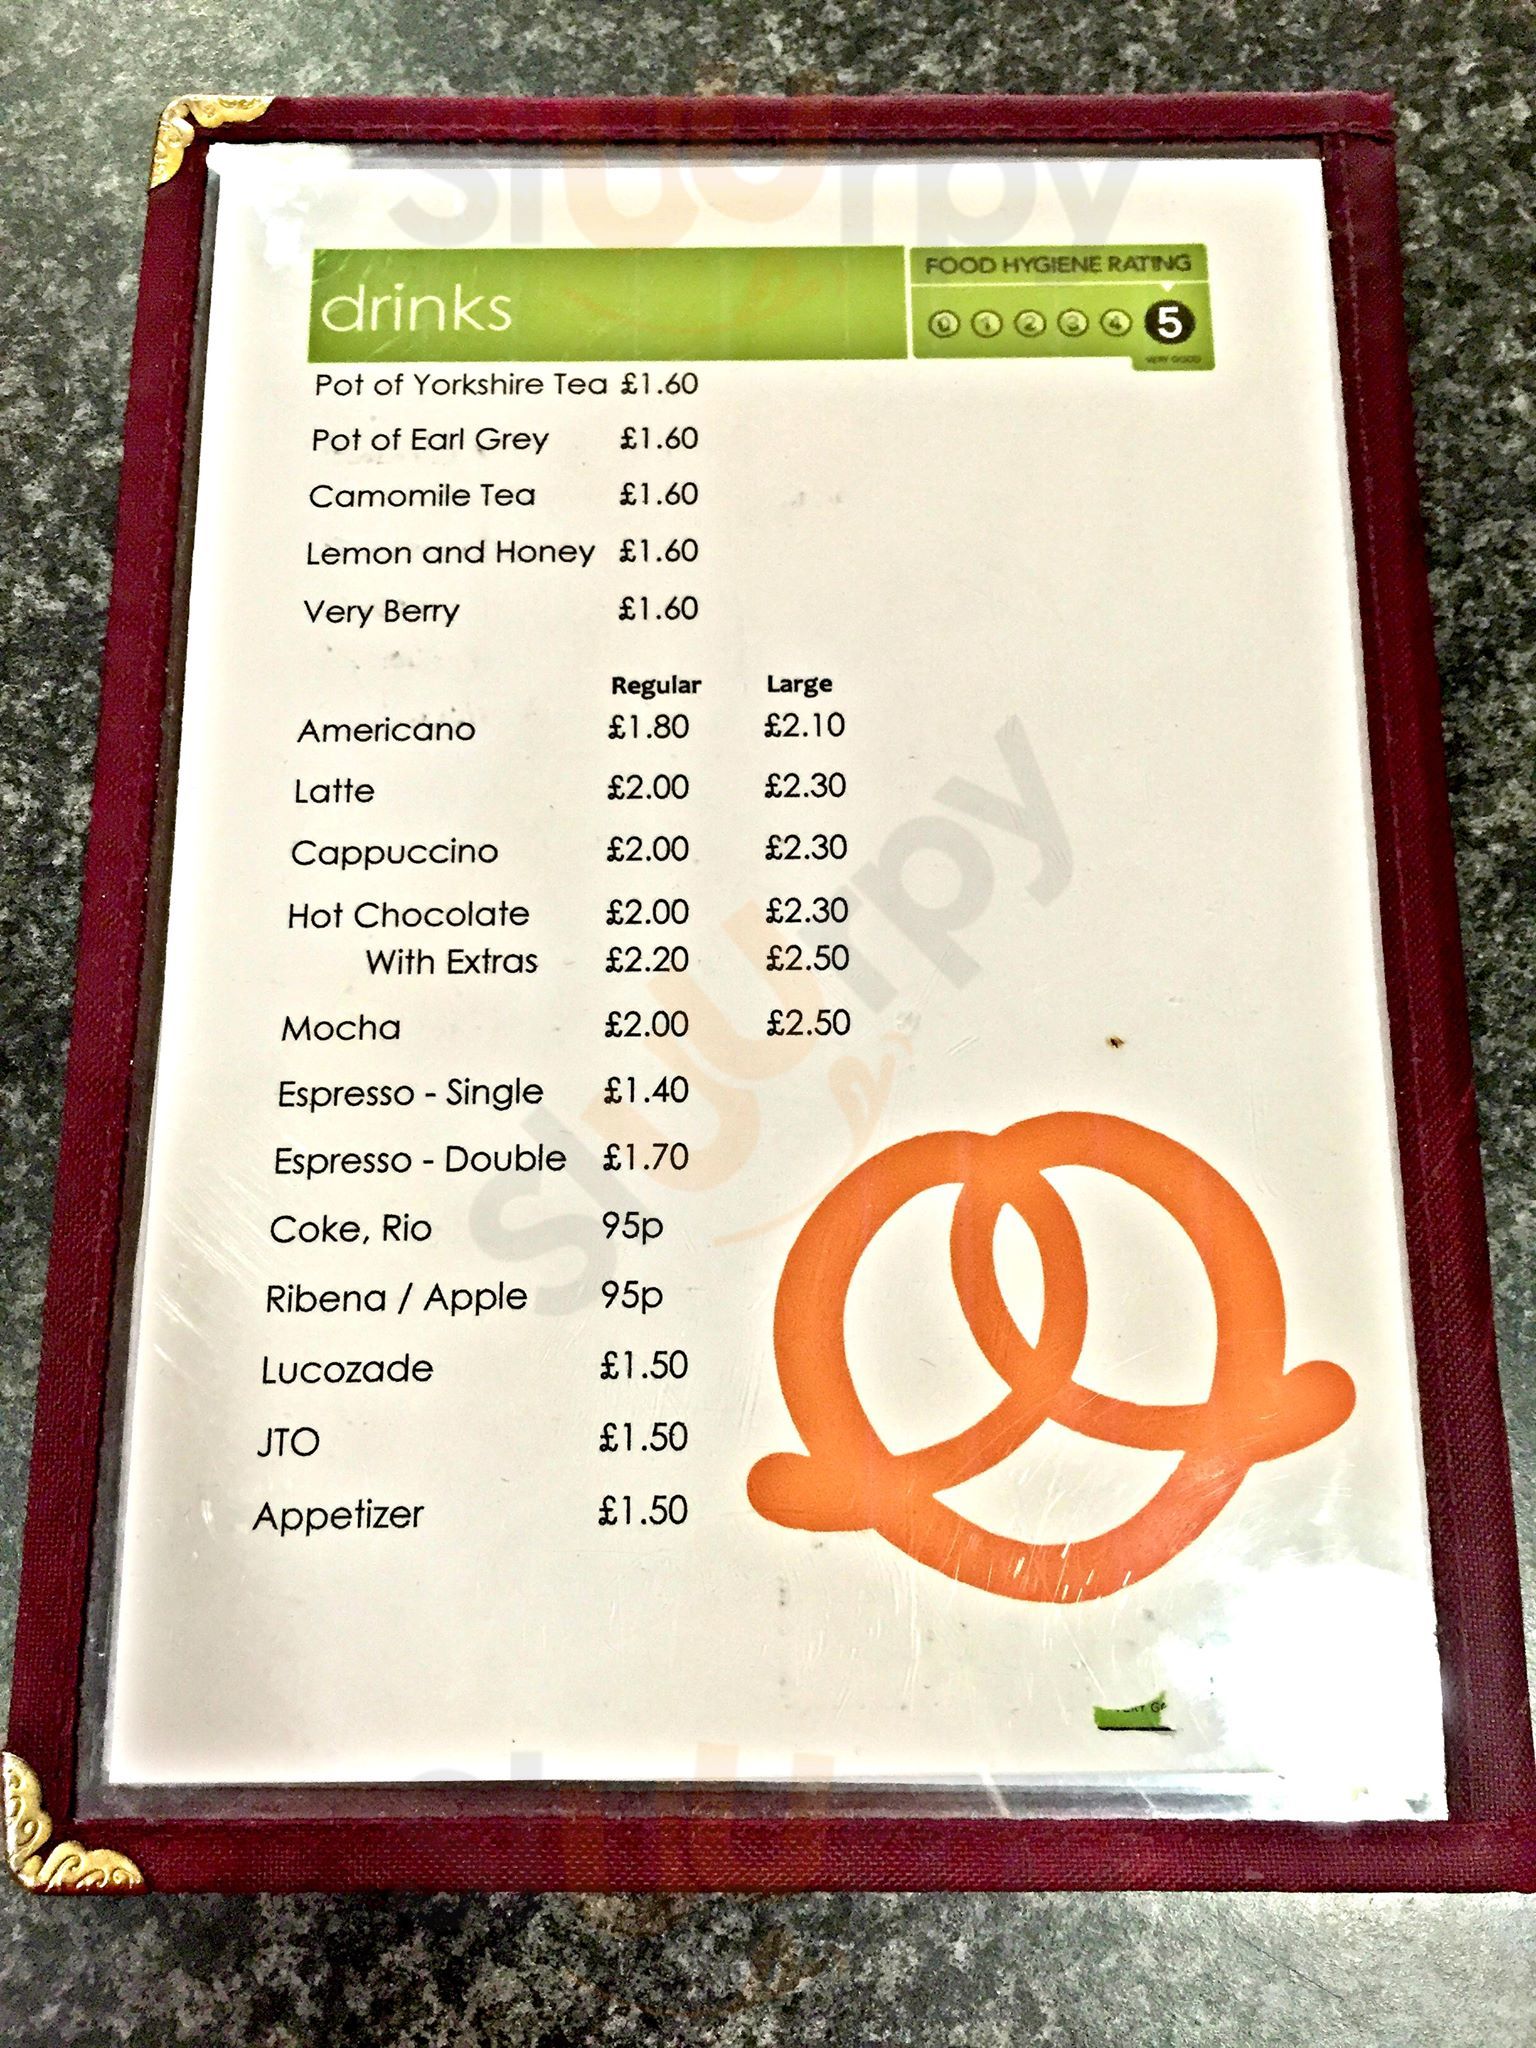 sluurpy
drinks
FOOD HYGIENE RATING
0 1 2 3 4 5
VERY GOOD
Pot of Yorkshire Tea £1.60
Pot of Earl Grey £1.60
Camomile Tea £1.60
Lemon and Honey £1.60
Very Berry £1.60
Regular Large
Americano £1.80 £2.10
Latte £2.00 £2.30
Cappuccino £2.00 £2.30
Hot Chocolate £2.00 £2.30
With Extras £2.20 £2.50
Mocha £2.00 £2.50
sluurpy
Espresso - Single £1.40
Espresso - Double £1.70
Coke, Rio 95p
Ribena / Apple 95p
Lucozade £1.50
JTO £1.50
Appetizer £1.50